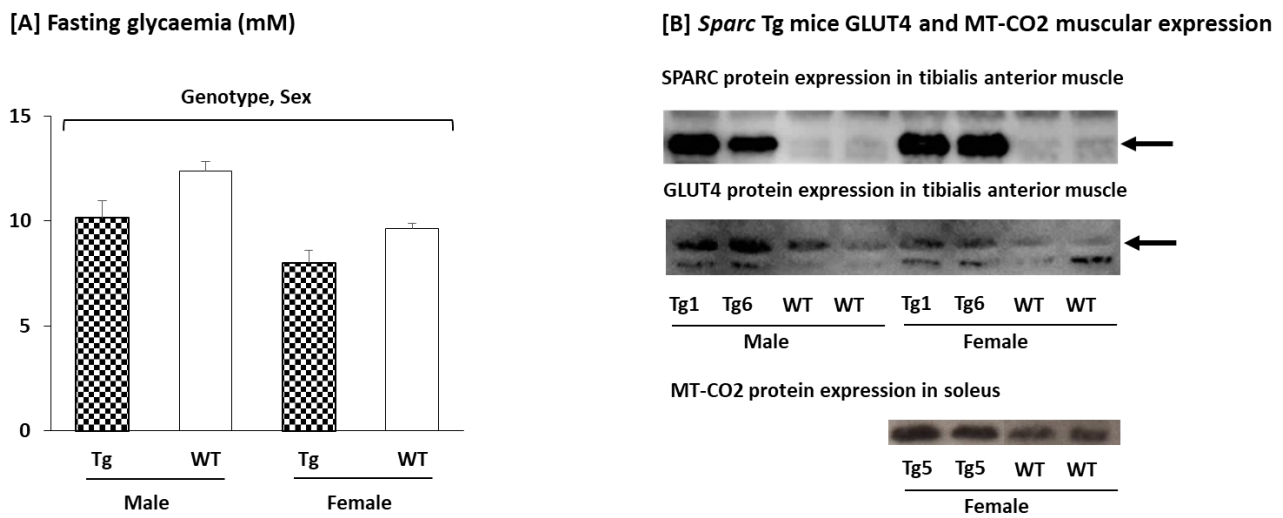 [A] Fasting glycaemia (mM)
Genotype, Sex
15
10
5
0
Tg WT Tg WT
Male Female
[B] Sparc Tg mice GLUT4 and MT-CO2 muscular expression
SPARC protein expression in tibialis anterior muscle
GLUT4 protein expression in tibialis anterior muscle
Tg1 Tg6 WT WT Tg1 Tg6 WT WT
Male Female
MT-CO2 protein expression in soleus
Tg5 Tg5 WT WT
Female